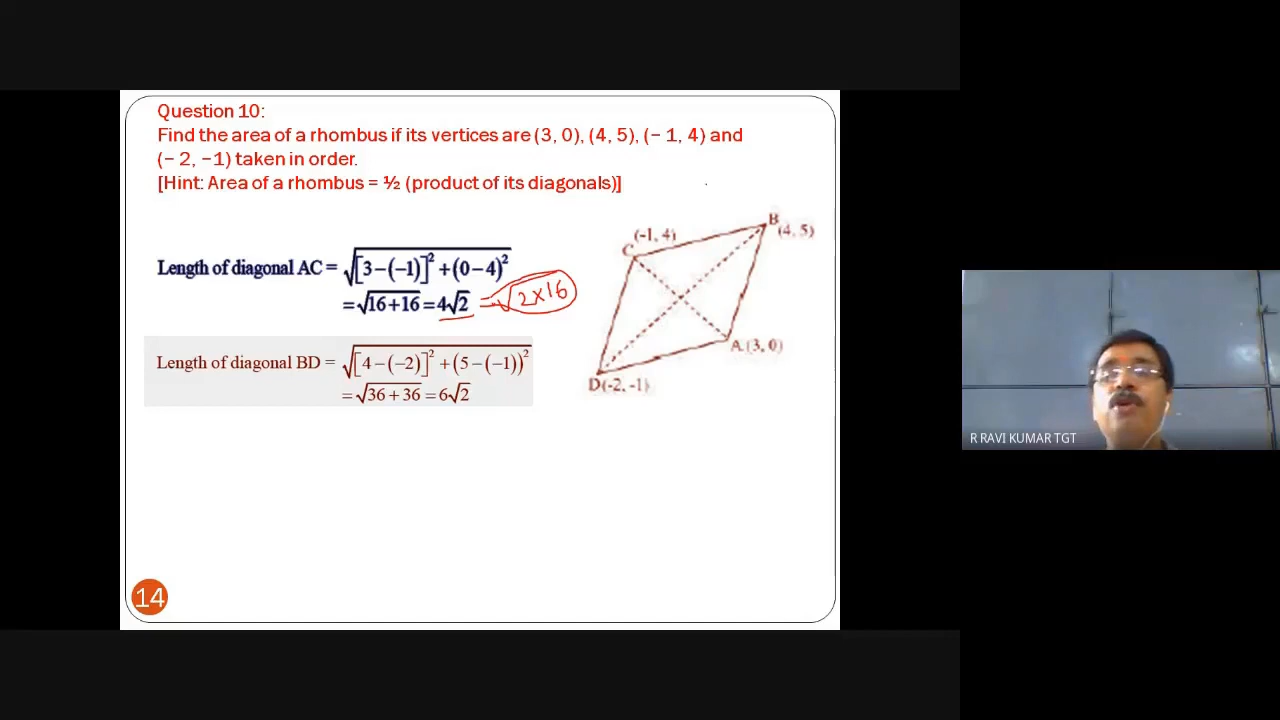 Question 10:
Find the area of a rhombus if its vertices are (3, 0), (4, 5), (− 1, 4) and
(− 2, −1) taken in order.
[Hint: Area of a rhombus = ½ (product of its diagonals)]
Length of diagonal AC = √[3−(−1)]² + (0−4)²
= √16+16 = 4√2 = √2×16
Length of diagonal BD = √[4−(−2)]² + (5−(−1))²
= √36+36 = 6√2
B
(4, 5)
(-1, 4)
C
A (3, 0)
D(-2, -1)
14
R RAVI KUMAR TGT